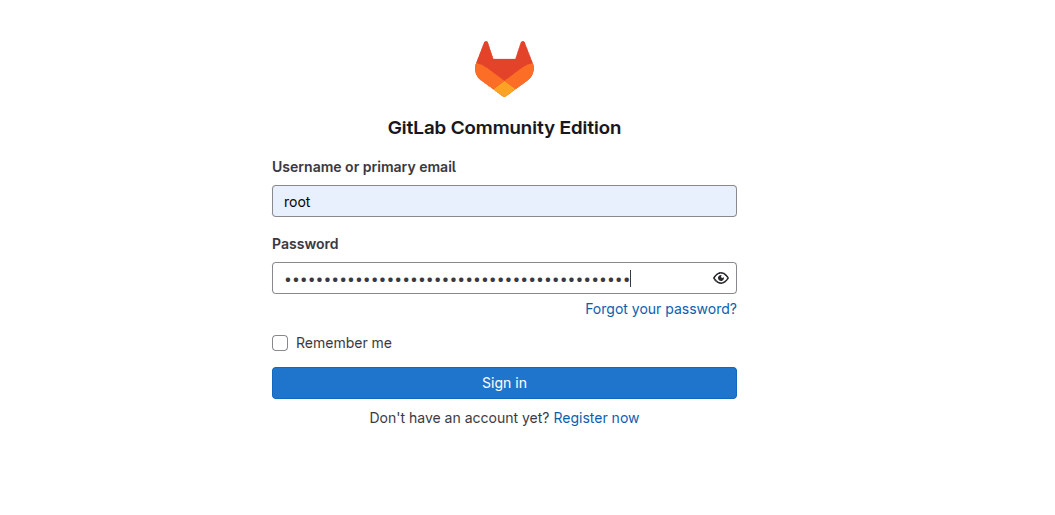 GitLab Community Edition
Username or primary email
root
Password
••••••••••••••••••••••••••••••••••••••••••••
Forgot your password?
Remember me
Sign in
Don't have an account yet? Register now